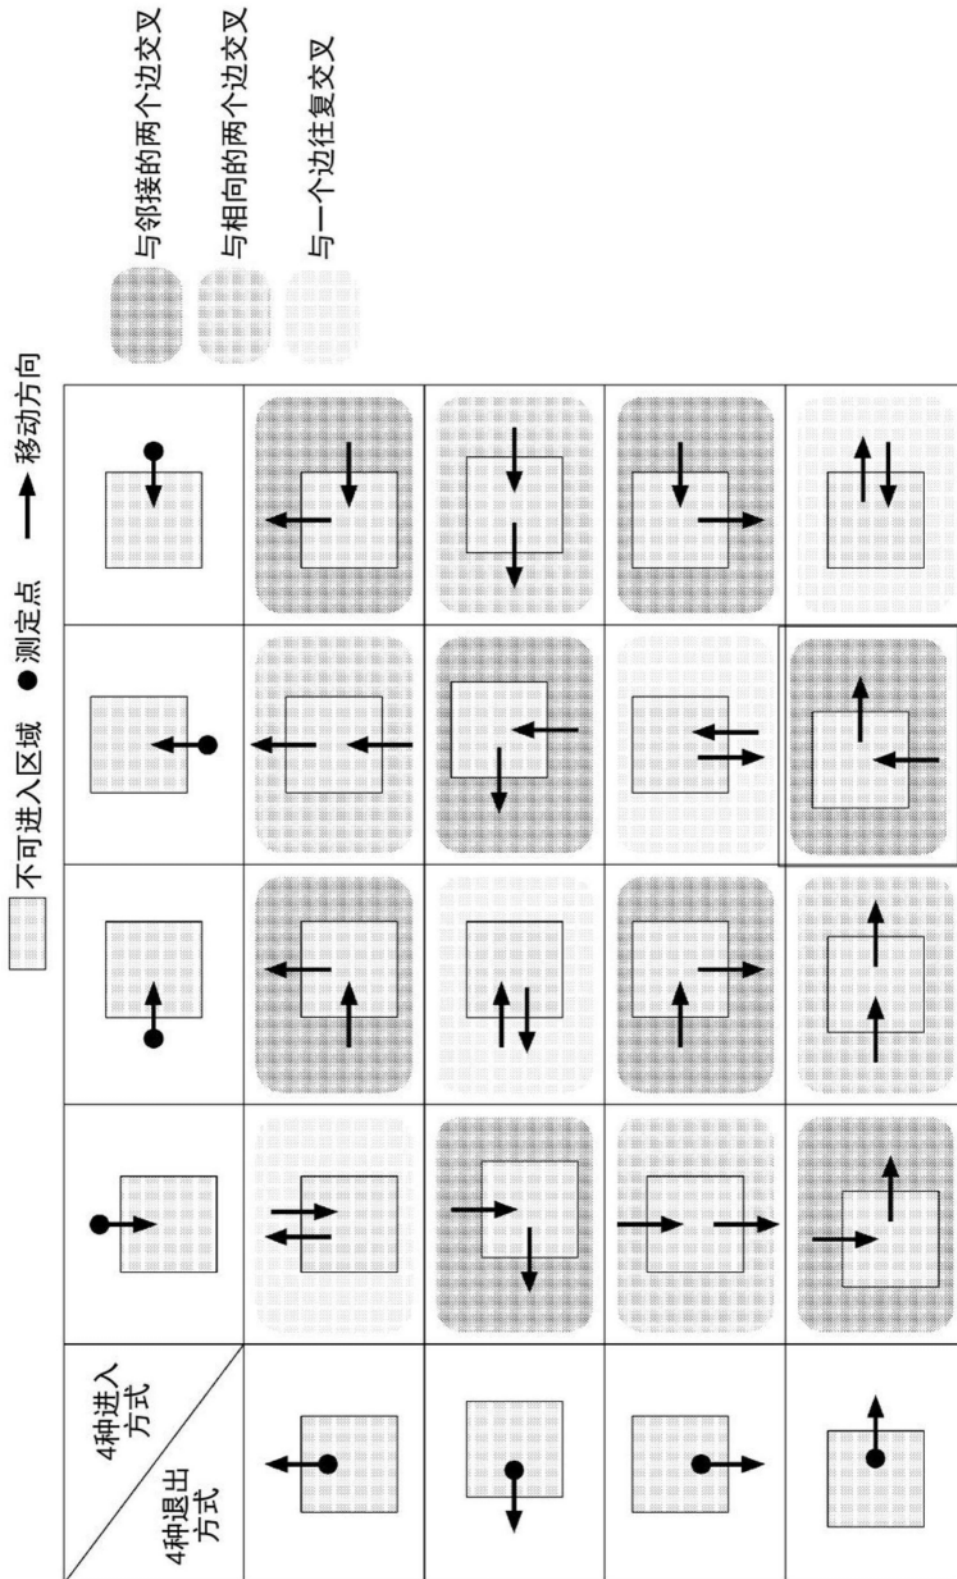 不可进入区域 测定点 移动方向
与邻接的两个边交叉
与相向的两个边交叉
与一个边往复交叉
4种进入
方式
4种退出
方式